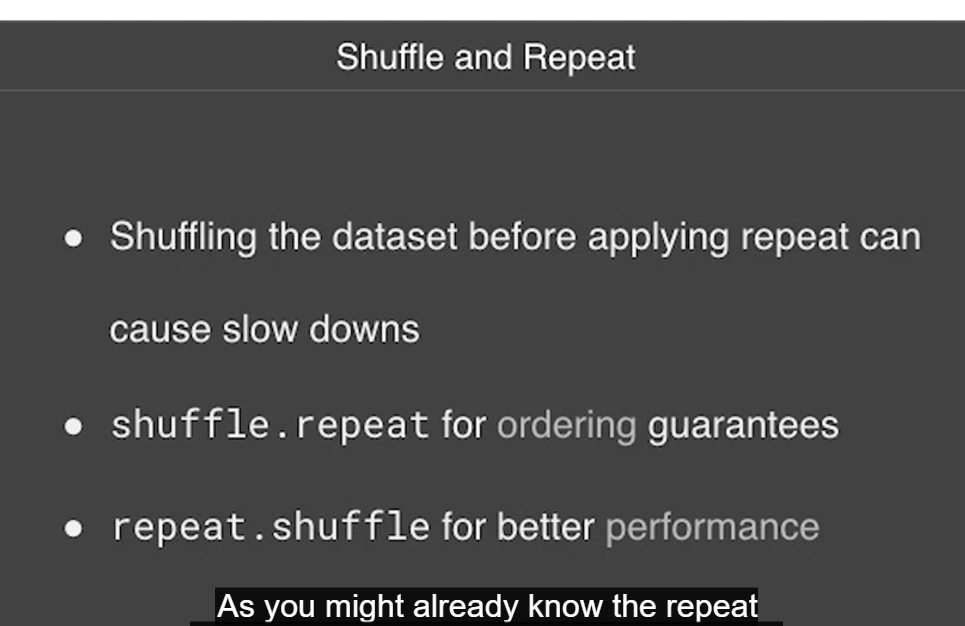 Shuffle and Repeat
● Shuffling the dataset before applying repeat can
cause slow downs
● shuffle.repeat for ordering guarantees
● repeat.shuffle for better performance
As you might already know the repeat